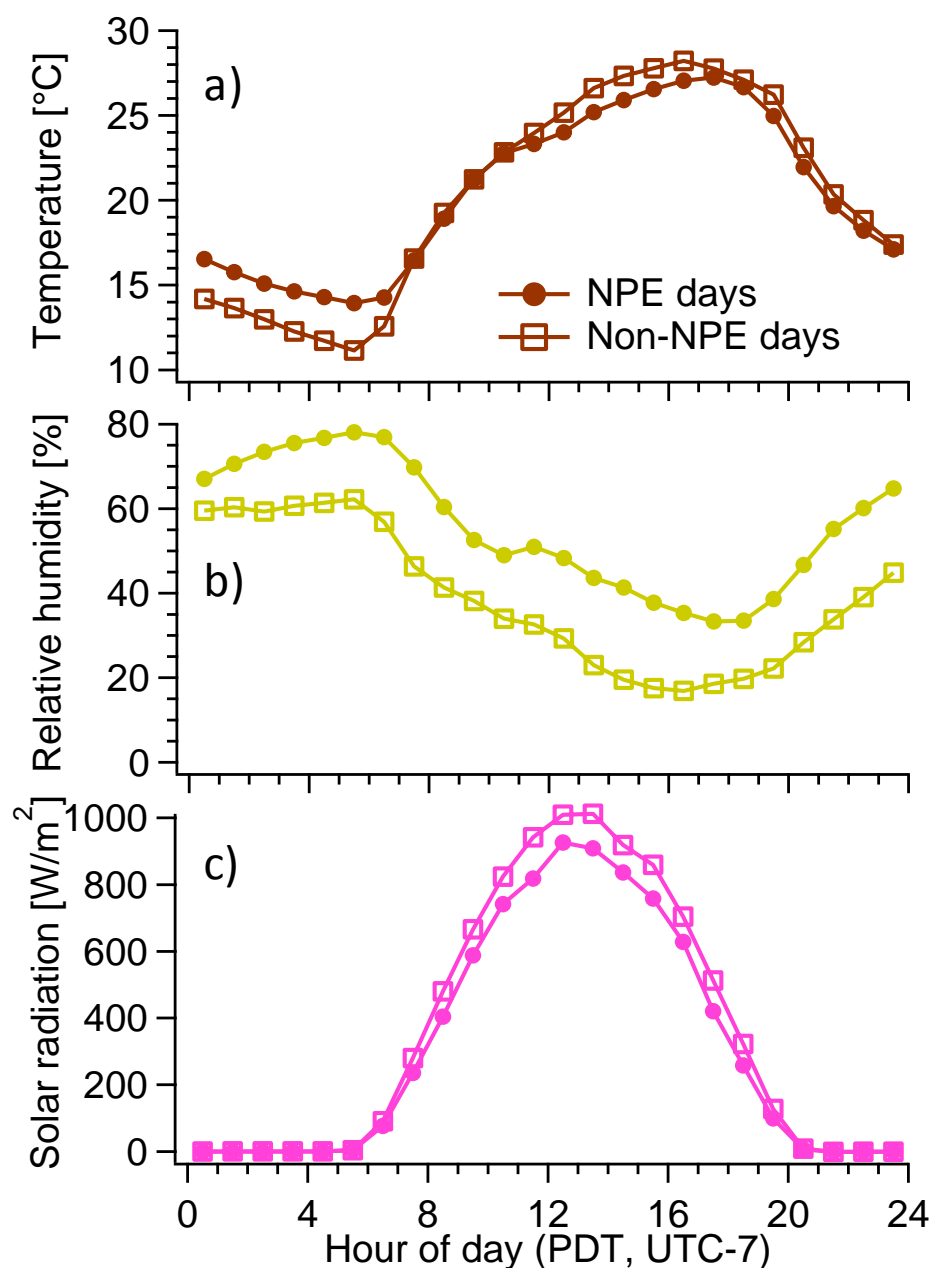 30
25
20
15
10
Temperature [°C]
a)
NPE days
Non-NPE days
80
60
40
20
0
Relative humidity [%]
b)
1000
800
600
400
200
0
Solar radiation [W/m²]
c)
0 4 8 12 16 20 24
Hour of day (PDT, UTC-7)